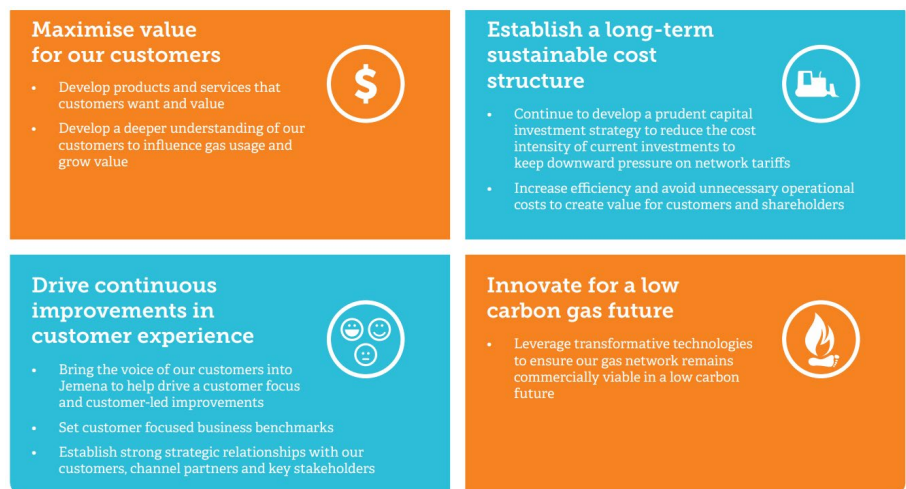 Maximise value
for our customers
• Develop products and services that
customers want and value
• Develop a deeper understanding of our
customers to influence gas usage and
grow value
Establish a long-term
sustainable cost
structure
• Continue to develop a prudent capital
investment strategy to reduce the cost
intensity of current investments to
keep downward pressure on network tariffs
• Increase efficiency and avoid unnecessary operational
costs to create value for customers and shareholders
Drive continuous
improvements in
customer experience
• Bring the voice of our customers into
Jemena to help drive a customer focus
and customer-led improvements
• Set customer focused business benchmarks
• Establish strong strategic relationships with our
customers, channel partners and key stakeholders
Innovate for a low
carbon gas future
• Leverage transformative technologies
to ensure our gas network remains
commercially viable in a low carbon
future